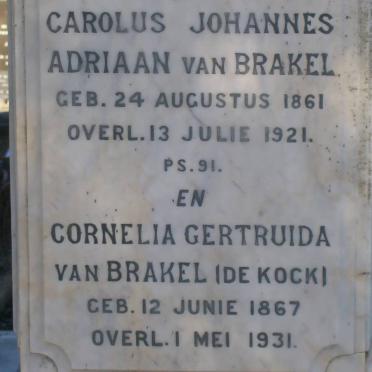 CAROLUS JOHANNES
ADRIAAN VAN BRAKEL
GEB. 24 AUGUSTUS 1861
OVERL. 13 JULIE 1921.
PS. 91.
EN
CORNELIA GERTRUIDA
VAN BRAKEL (DE KOCK)
GEB. 12 JUNIE 1867
OVERL. 1 MEI 1931.